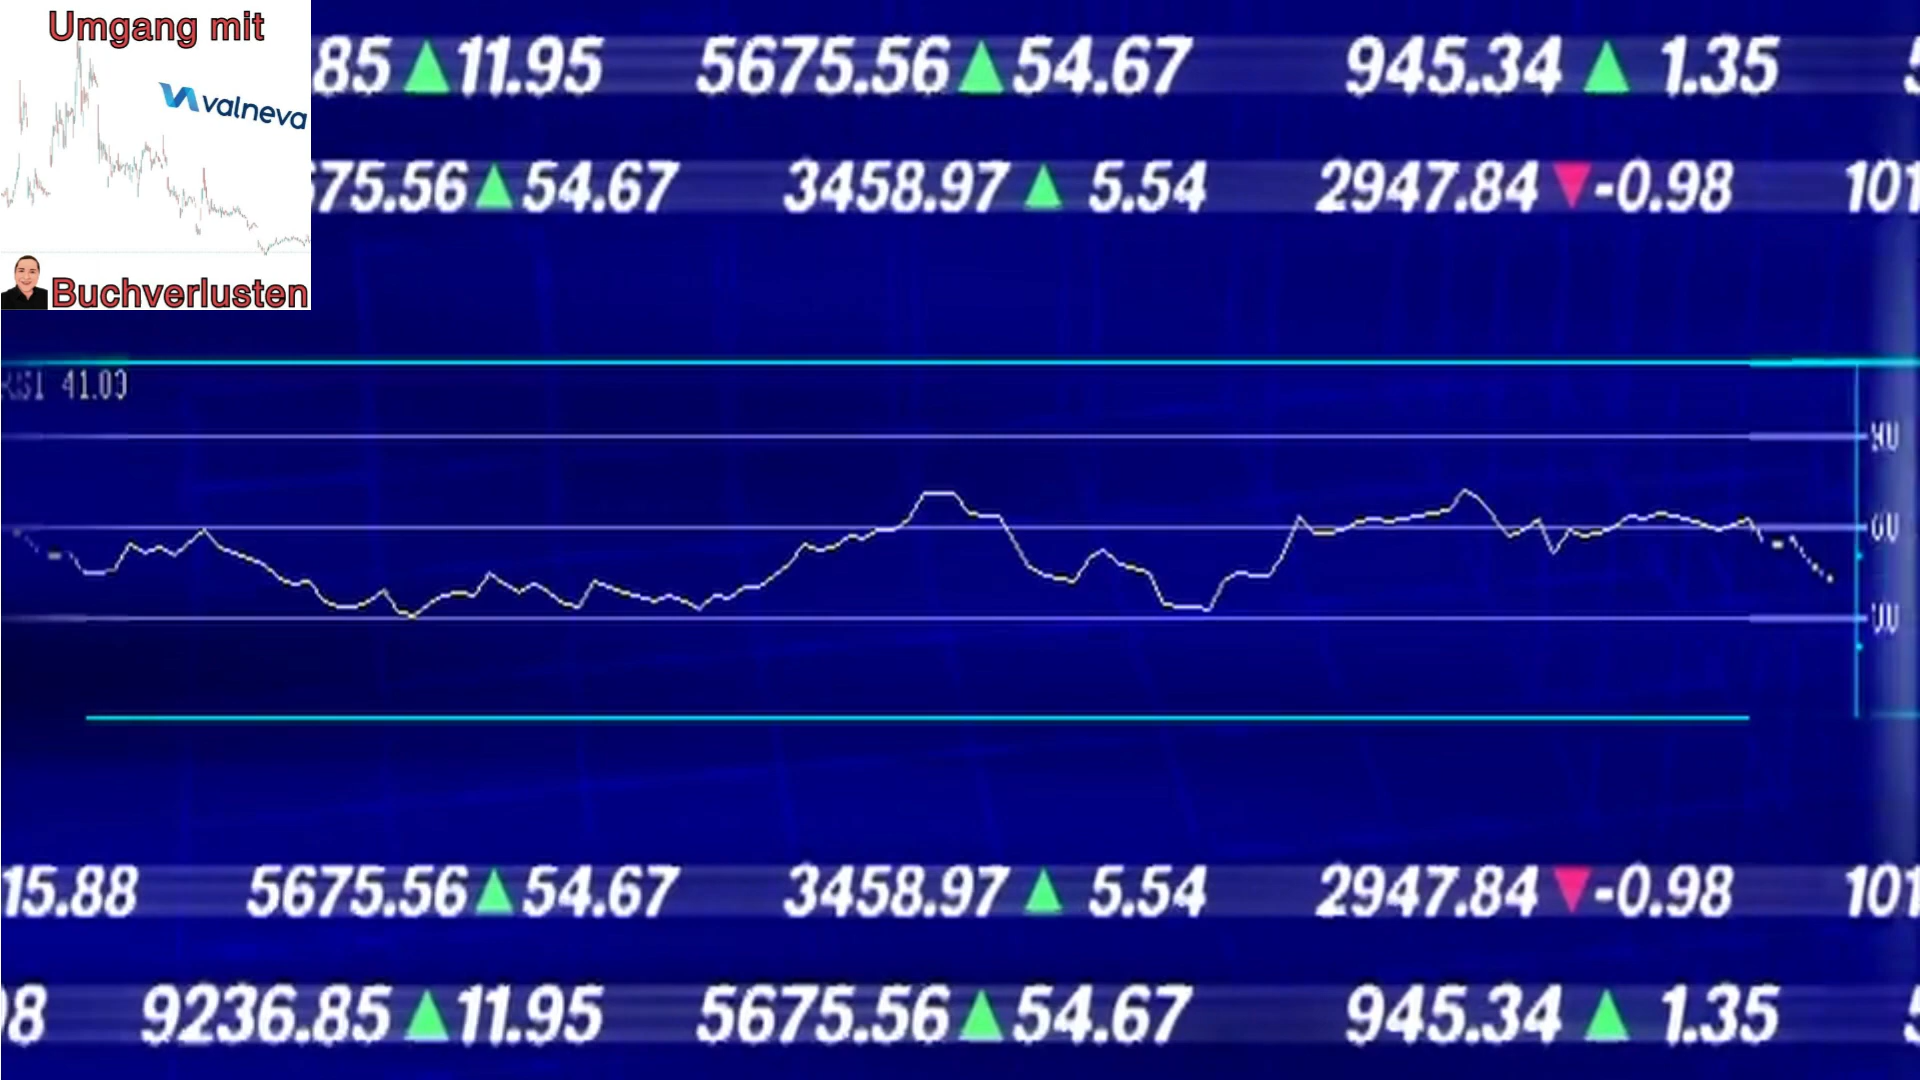 Umgang mit
valneva
Buchverlusten
85 ▲ 11.95 5675.56 ▲ 54.67 945.34 ▲ 1.35
675.56 ▲ 54.67 3458.97 ▲ 5.54 2947.84 ▼ -0.98 101
RSI 41.03
15.88 5675.56 ▲ 54.67 3458.97 ▲ 5.54 2947.84 ▼ -0.98 101
98 9236.85 ▲ 11.95 5675.56 ▲ 54.67 945.34 ▲ 1.35